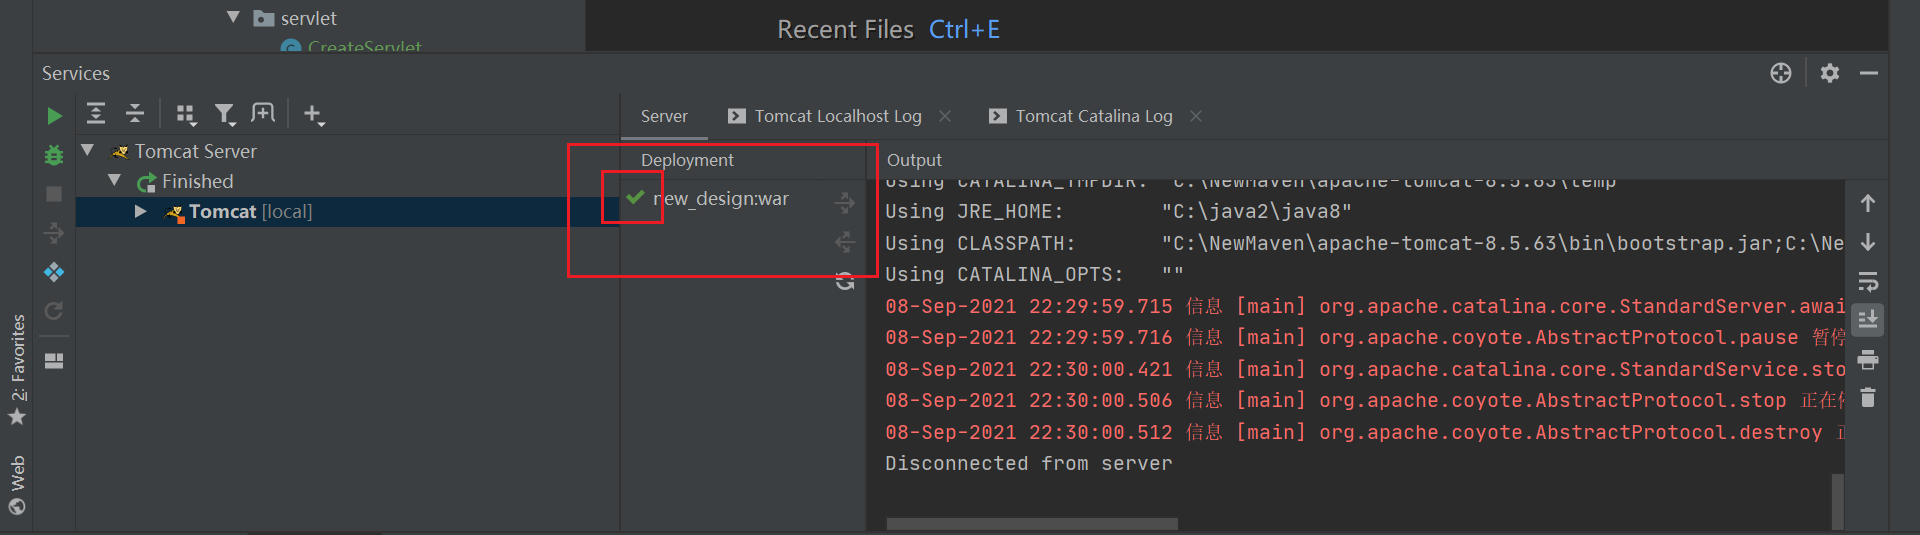 servlet
CreateServlet
Recent Files Ctrl+E
Services
Server
Tomcat Localhost Log
Tomcat Catalina Log
Tomcat Server
Finished
Tomcat [local]
Deployment
new_design:war
Output
Using CATALINA_TMPDIR: "C:\NewMaven\apache-tomcat-8.5.63\temp"
Using JRE_HOME: "C:\java2\java8"
Using CLASSPATH: "C:\NewMaven\apache-tomcat-8.5.63\bin\bootstrap.jar;C:\Ne
Using CATALINA_OPTS: ""
08-Sep-2021 22:29:59.715 信息 [main] org.apache.catalina.core.StandardServer.awai
08-Sep-2021 22:29:59.716 信息 [main] org.apache.coyote.AbstractProtocol.pause 暂停
08-Sep-2021 22:30:00.421 信息 [main] org.apache.catalina.core.StandardService.sto
08-Sep-2021 22:30:00.506 信息 [main] org.apache.coyote.AbstractProtocol.stop 正在停
08-Sep-2021 22:30:00.512 信息 [main] org.apache.coyote.AbstractProtocol.destroy 正
Disconnected from server
2: Favorites
Web